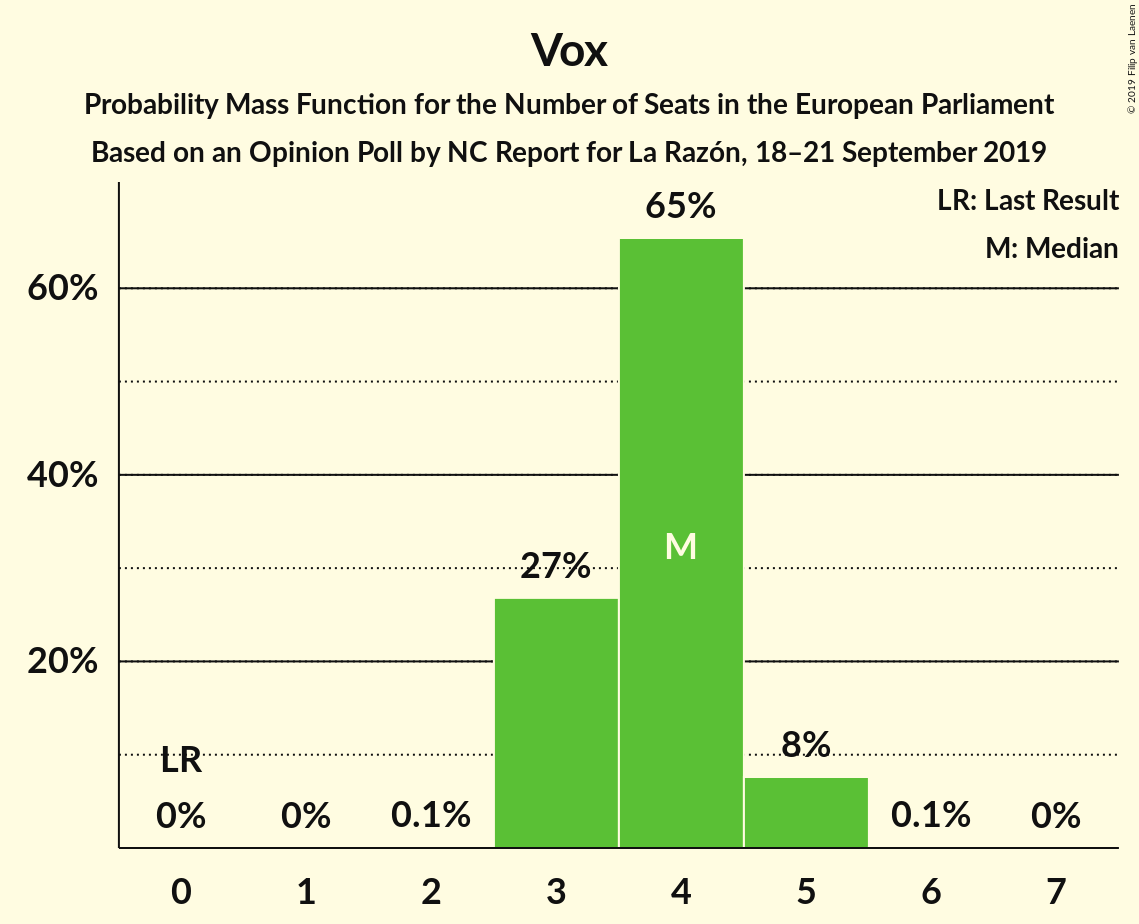 Vox
Probability Mass Function for the Number of Seats in the European Parliament
Based on an Opinion Poll by NC Report for La Razón, 18–21 September 2019
© 2019 Filip van Laenen
LR: Last Result
M: Median
65%
60%
40%
M
27%
20%
8%
LR
0%
0%
0.1%
0.1%
0%
0 1 2 3 4 5 6 7